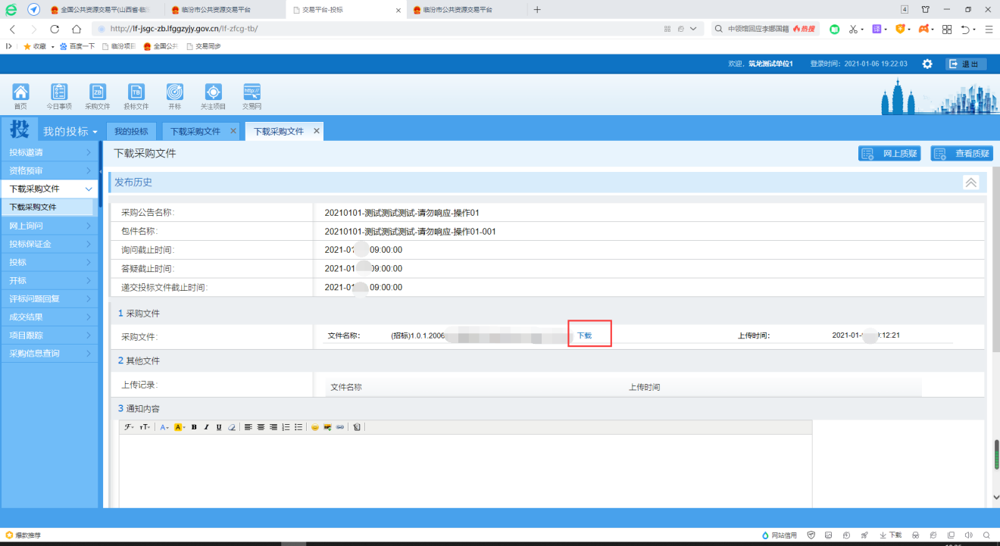 全国公共资源交易平(山西省·临
临汾市公共资源交易平台
交易平台-投标
临汾市公共资源交易平台
4
http://lf-jsgc-zb.lfggzyjy.gov.cn/lf-zfcg-tb/
中领馆回应李娜国籍 热搜
收藏 百度一下 临汾项目 全国公共 交易同步
欢迎, 筑龙测试单位1 登录时间：2021-01-06 19:22:03 退出
首页 今日事项 采购文件 投标文件 开标 关注项目 交易网
投 我的投标 我的投标 下载采购文件 下载采购文件
投标邀请
资格预审
下载采购文件
下载采购文件
网上询问
投标保证金
投标
开标
评标问题回复
成交结果
项目跟踪
采购信息查询
下载采购文件 网上质疑 查看质疑
发布历史
采购公告名称: 20210101-测试测试测试-请勿响应-操作01
包件名称: 20210101-测试测试测试-请勿响应-操作01-001
询问截止时间: 2021-01 09:00:00
答疑截止时间: 2021-01 09:00:00
递交投标文件截止时间: 2021-01 09:00:00
1 采购文件
采购文件: 文件名称： (招标)1.0.1.2006 下载 上传时间： 2021-01- :12:21
2 其他文件
上传记录: 文件名称 上传时间
3 通知内容
爆款推荐 网站信用 下载